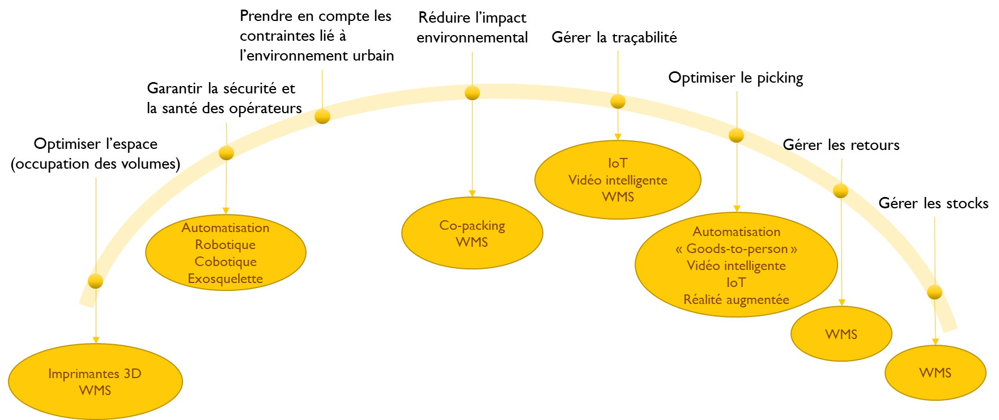 Optimiser l'espace
(occupation des volumes)
Imprimantes 3D
WMS
Garantir la sécurité et
la santé des opérateurs
Automatisation
Robotique
Cobotique
Exosquelette
Prendre en compte les
contraintes lié à
l'environnement urbain
Réduire l'impact
environnemental
Co-packing
WMS
Gérer la traçabilité
IoT
Vidéo intelligente
WMS
Optimiser le picking
Automatisation
« Goods-to-person »
Vidéo intelligente
IoT
Réalité augmentée
Gérer les retours
WMS
Gérer les stocks
WMS